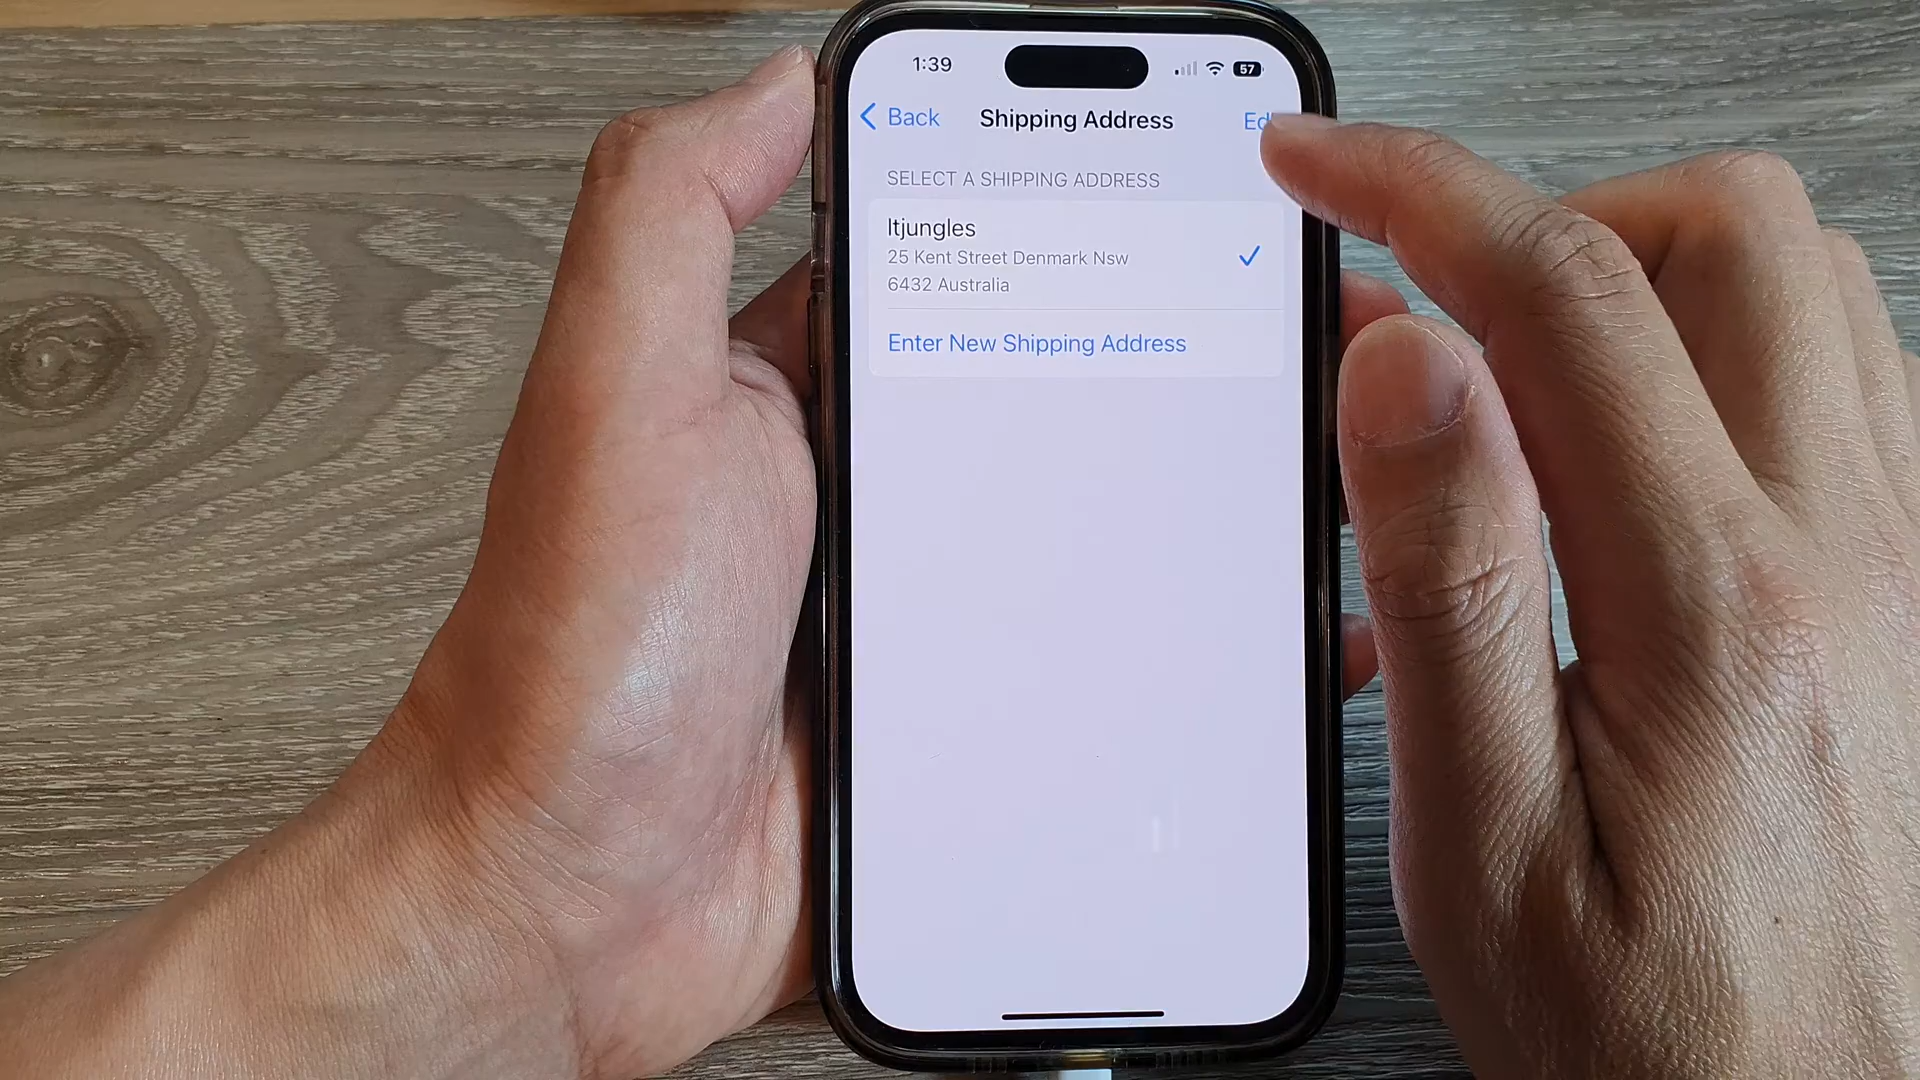 1:39
57
Back
Shipping Address
SELECT A SHIPPING ADDRESS
Itjungles
25 Kent Street Denmark Nsw
6432 Australia
Enter New Shipping Address